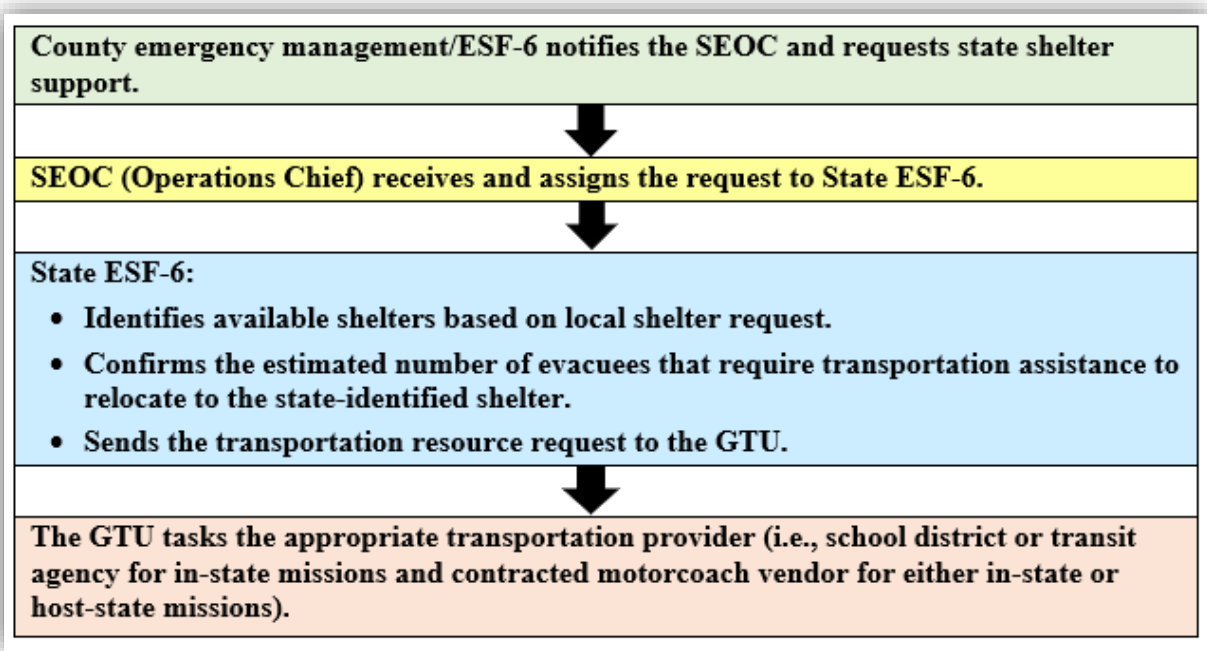 County emergency management/ESF-6 notifies the SEOC and requests state shelter
support.
SEOC (Operations Chief) receives and assigns the request to State ESF-6.
State ESF-6:
• Identifies available shelters based on local shelter request.
• Confirms the estimated number of evacuees that require transportation assistance to
relocate to the state-identified shelter.
• Sends the transportation resource request to the GTU.
The GTU tasks the appropriate transportation provider (i.e., school district or transit
agency for in-state missions and contracted motorcoach vendor for either in-state or
host-state missions).